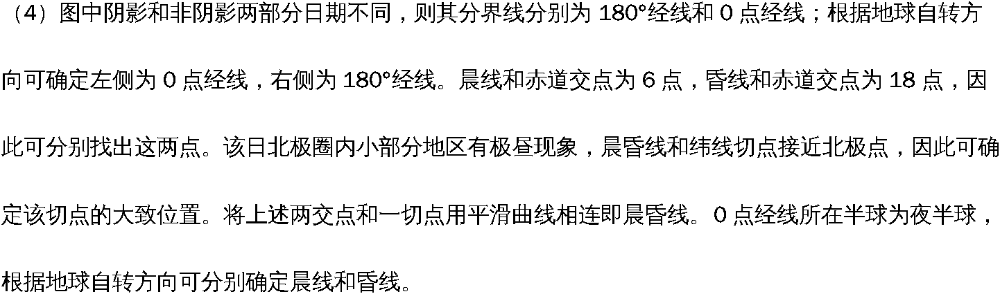 （4）图中阴影和非阴影两部分日期不同，则其分界线分别为 180°经线和 0 点经线；根据地球自转方
向可确定左侧为 0 点经线，右侧为 180°经线。晨线和赤道交点为 6 点，昏线和赤道交点为 18 点，因
此可分别找出这两点。该日北极圈内小部分地区有极昼现象，晨昏线和纬线切点接近北极点，因此可确
定该切点的大致位置。将上述两交点和一切点用平滑曲线相连即晨昏线。0 点经线所在半球为夜半球，
根据地球自转方向可分别确定晨线和昏线。